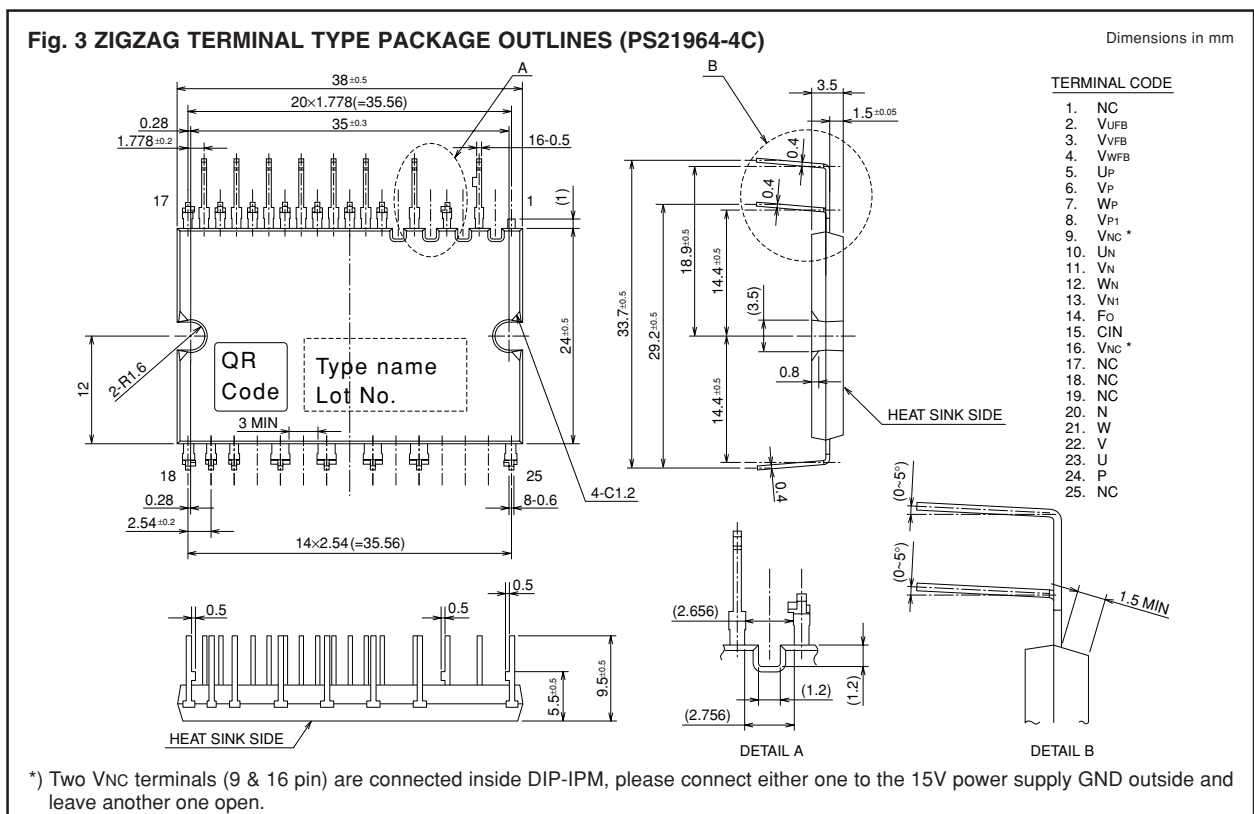 Fig. 3 ZIGZAG TERMINAL TYPE PACKAGE OUTLINES (PS21964-4C)
Dimensions in mm
A
38±0.5
20×1.778(=35.56)
0.28
35±0.3
1.778±0.2
16-0.5
17
1
(1)
QR
Code
Type name
Lot No.
2-R1.6
12
24±0.5
3 MIN
18
25
0.28
8-0.6
4-C1.2
2.54±0.2
14×2.54(=35.56)
B
3.5
1.5±0.05
0.4
0.4
33.7±0.5
29.2±0.5
18.9±0.5
14.4±0.5
(3.5)
0.8
14.4±0.5
HEAT SINK SIDE
0.4
TERMINAL CODE
1. NC
2. VUFB
3. VVFB
4. VWFB
5. UP
6. VP
7. WP
8. VP1
9. VNC *
10. UN
11. VN
12. WN
13. VN1
14. FO
15. CIN
16. VNC *
17. NC
18. NC
19. NC
20. N
21. W
22. V
23. U
24. P
25. NC
0.5
0.5
0.5
5.5±0.5
9.5±0.5
HEAT SINK SIDE
(2.656)
(1.2)
(1.2)
(2.756)
DETAIL A
(0~5°)
(0~5°)
1.5 MIN
DETAIL B
*) Two VNC terminals (9 & 16 pin) are connected inside DIP-IPM, please connect either one to the 15V power supply GND outside and
leave another one open.